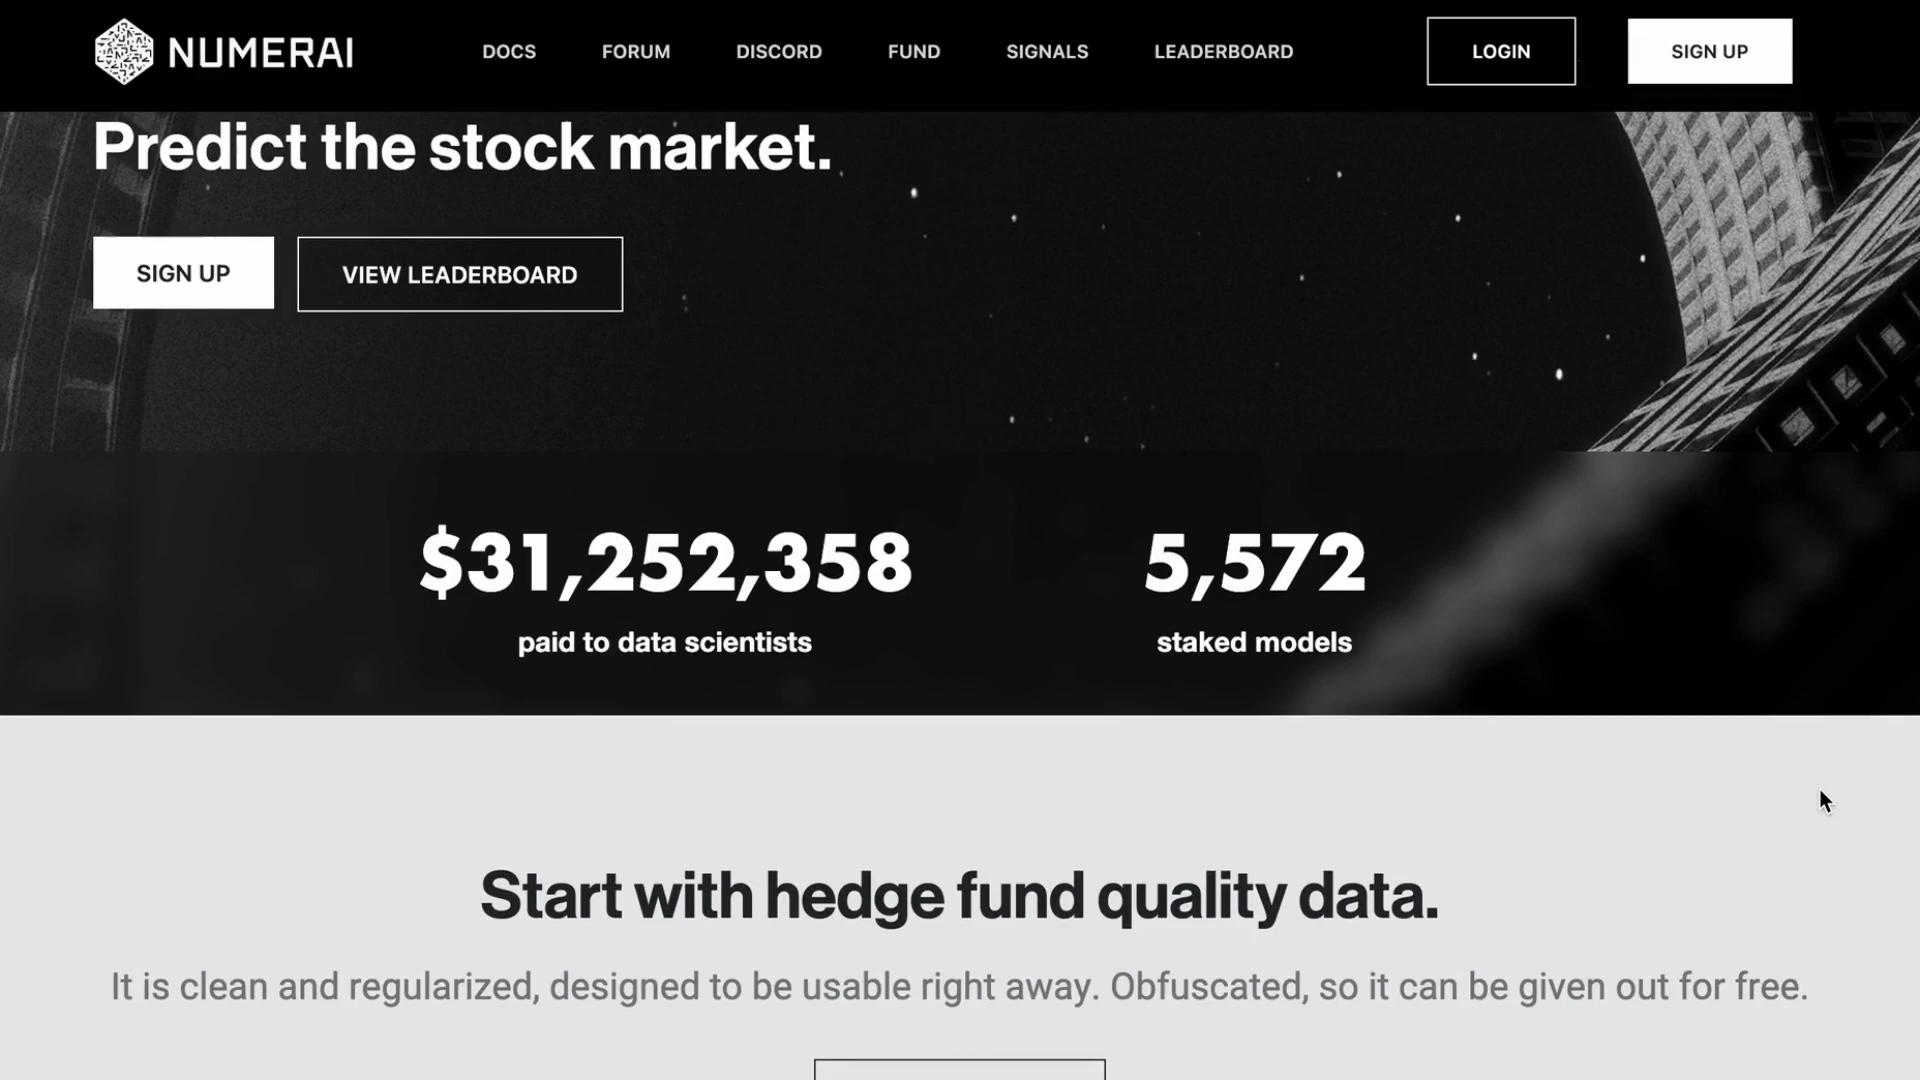 NUMERAI
DOCS
FORUM
DISCORD
FUND
SIGNALS
LEADERBOARD
LOGIN
SIGN UP
Predict the stock market.
SIGN UP
VIEW LEADERBOARD
$31,252,358
paid to data scientists
5,572
staked models
Start with hedge fund quality data.
It is clean and regularized, designed to be usable right away. Obfuscated, so it can be given out for free.